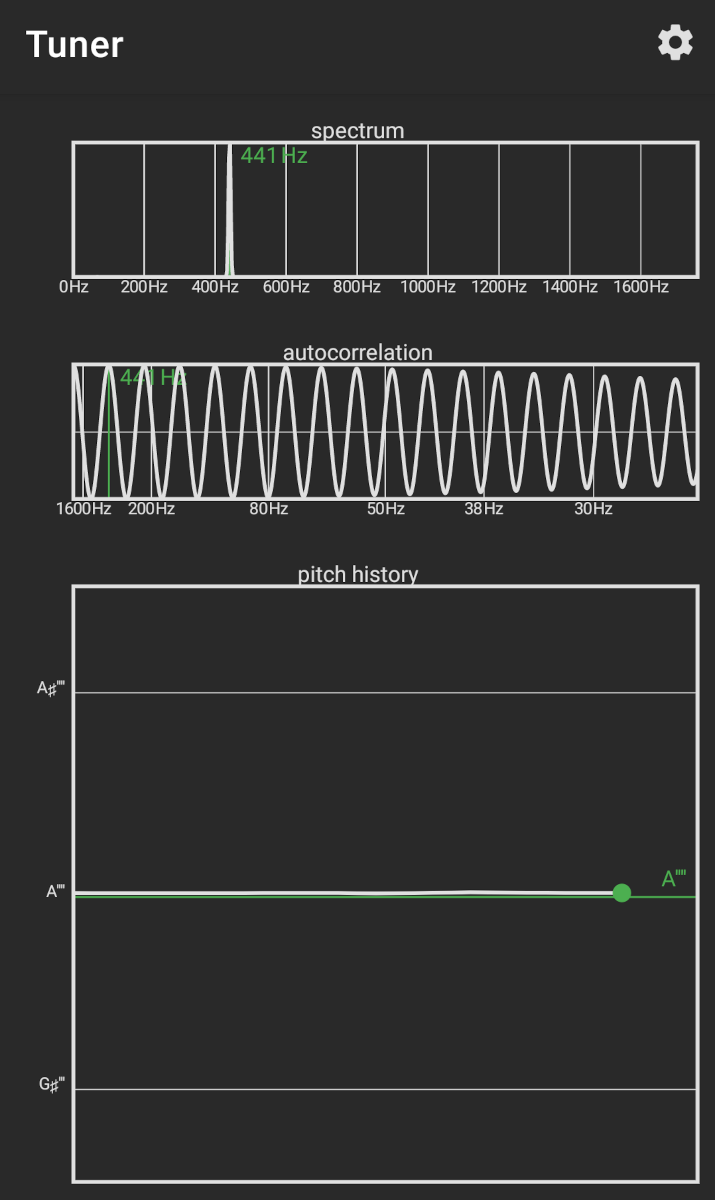 Tuner
spectrum
441 Hz
0Hz 200Hz 400Hz 600Hz 800Hz 1000Hz 1200Hz 1400Hz 1600Hz
autocorrelation
441 Hz
1600Hz 200Hz 80Hz 50Hz 38Hz 30Hz
pitch history
A♯''''
A''''
A''''
G♯''''